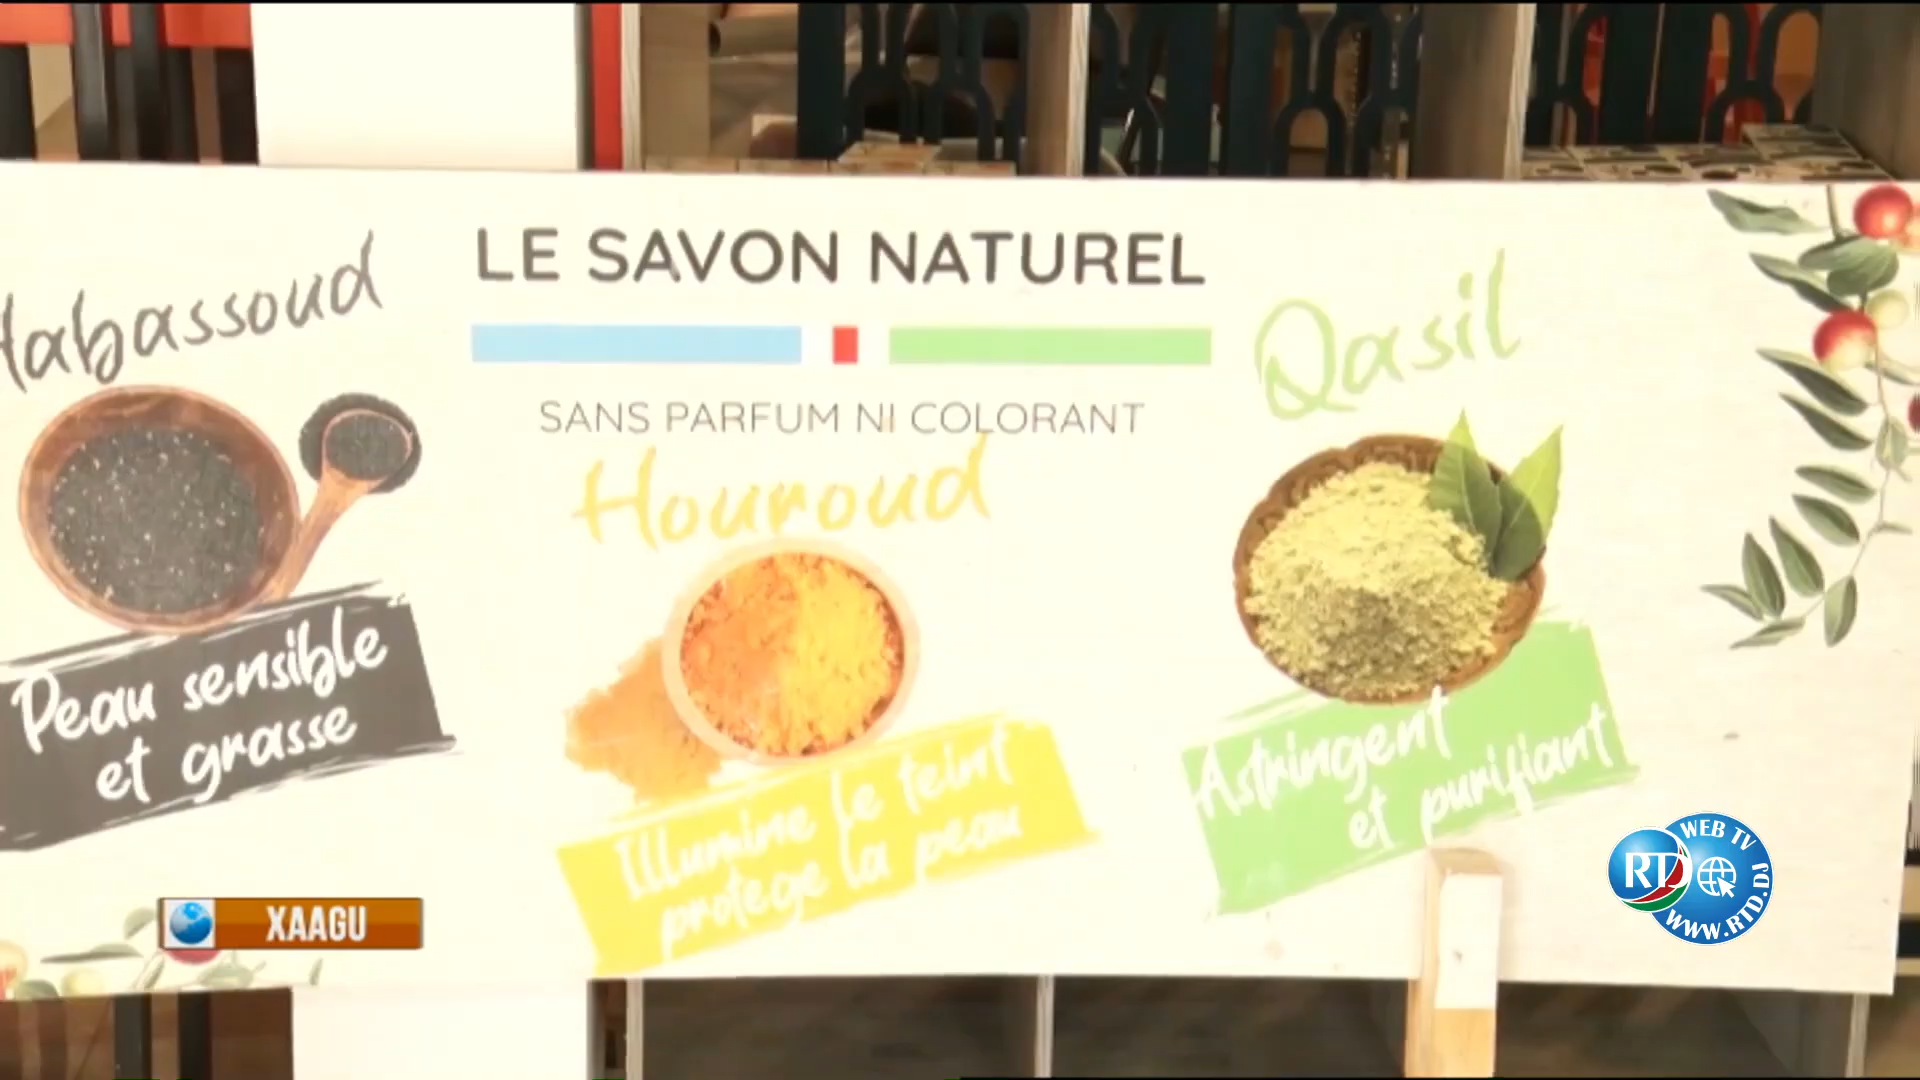 Habassoud
LE SAVON NATUREL
SANS PARFUM NI COLORANT
Qasil
Houroud
Peau sensible
et grasse
Illumine le teint
protège la peau
Astringent
et purifiant
XAAGU
WEB TV
RTD
WWW.RTD.DJ